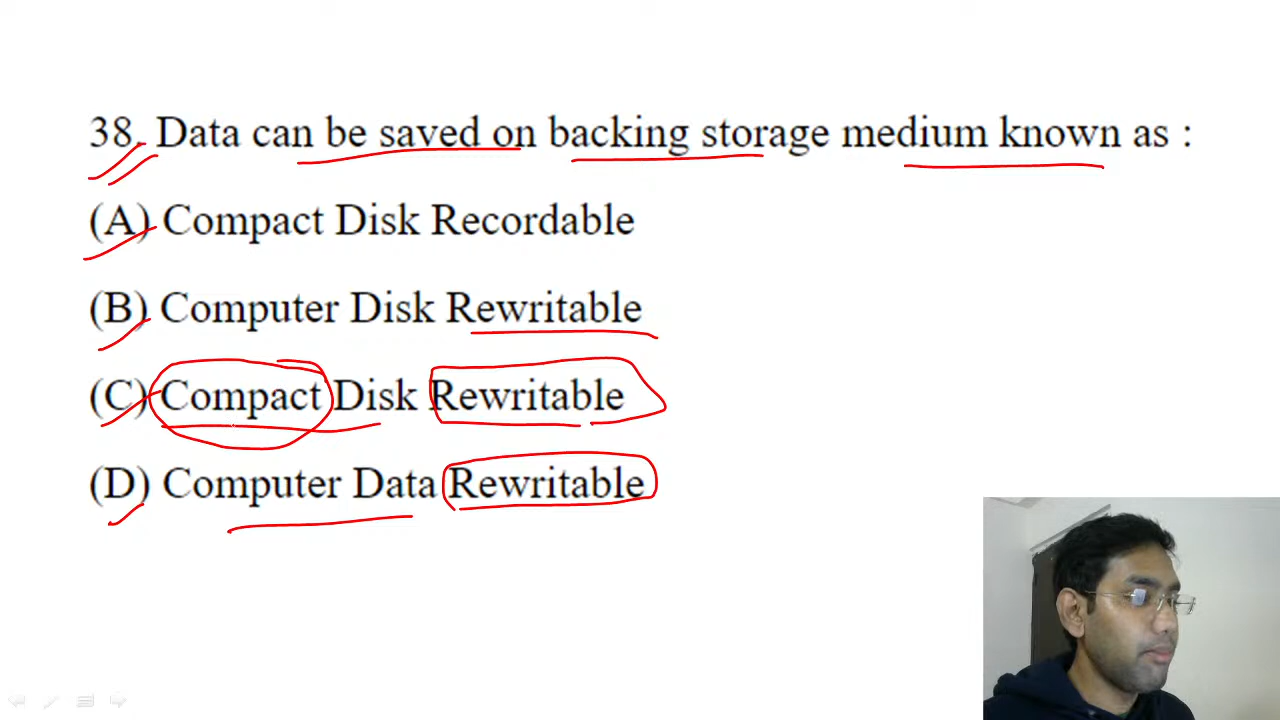 38. Data can be saved on backing storage medium known as :
(A) Compact Disk Recordable
(B) Computer Disk Rewritable
(C) Compact Disk Rewritable
(D) Computer Data Rewritable